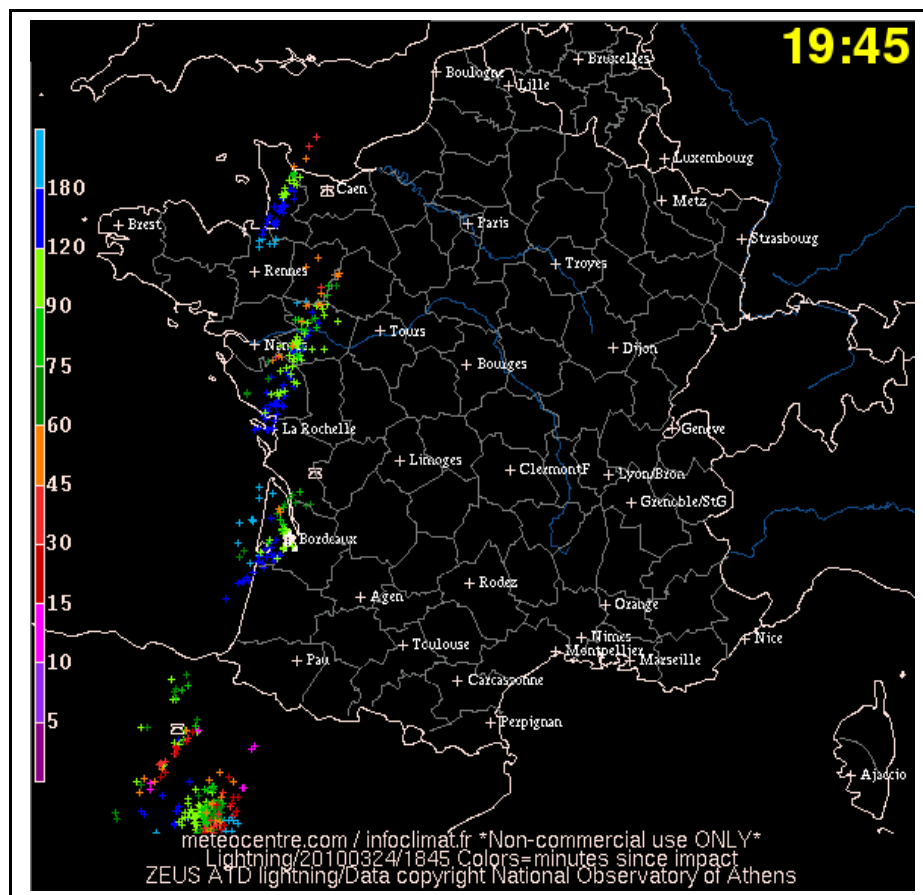 19:45
Bruxelles
Boulogne
Lille
Luxembourg
180
Caen
Metz
Brest
Paris
Strasbourg
120
Rennes
Troyes
90
Tours
Nantes
Dijon
75
Bourges
60
La Rochelle
Geneve
Limoges
ClermontF
Lyon/Bron
45
Grenoble/StG
30
Bordeaux
Rodez
15
Agen
Orange
Nimes
Nice
Toulouse
Montpellier
10
Pau
Marseille
Carcassonne
5
Perpignan
Ajaccio
meteocentre.com / infoclimat.fr *Non-commercial use ONLY*
Lightning/20100324/1845 Colors=minutes since impact
ZEUS ATD lightning/Data copyright National Observatory of Athens